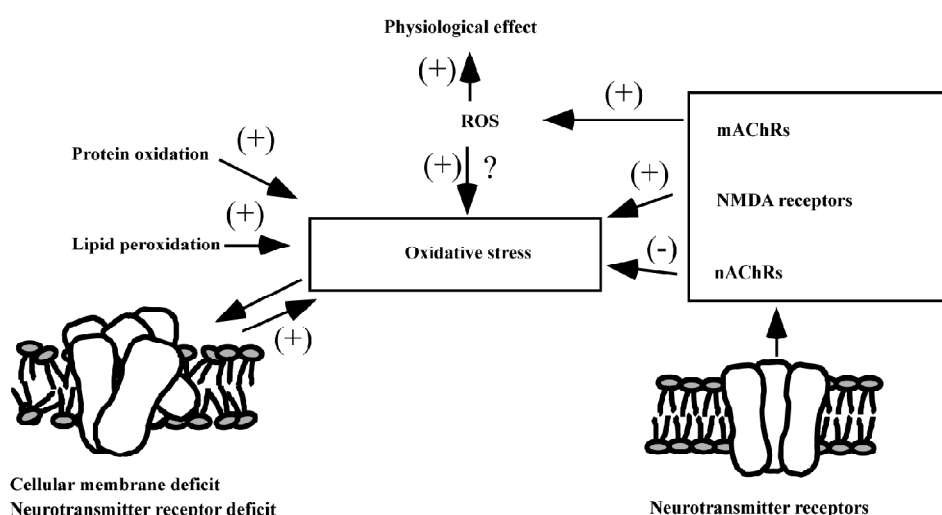 Physiological effect
(+)
(+)
ROS
mAChRs
(+)
Protein oxidation
(+) ?
(+)
NMDA receptors
(+)
Lipid peroxidation
Oxidative stress
(-)
nAChRs
(+)
Cellular membrane deficit
Neurotransmitter receptor deficit
Neurotransmitter receptors